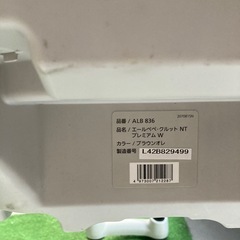 品番 / ALB 836
品名 / エールベベ・クルット NT
プレミアム W
カラー / ブラウンオレ
製造番号 L42B829499